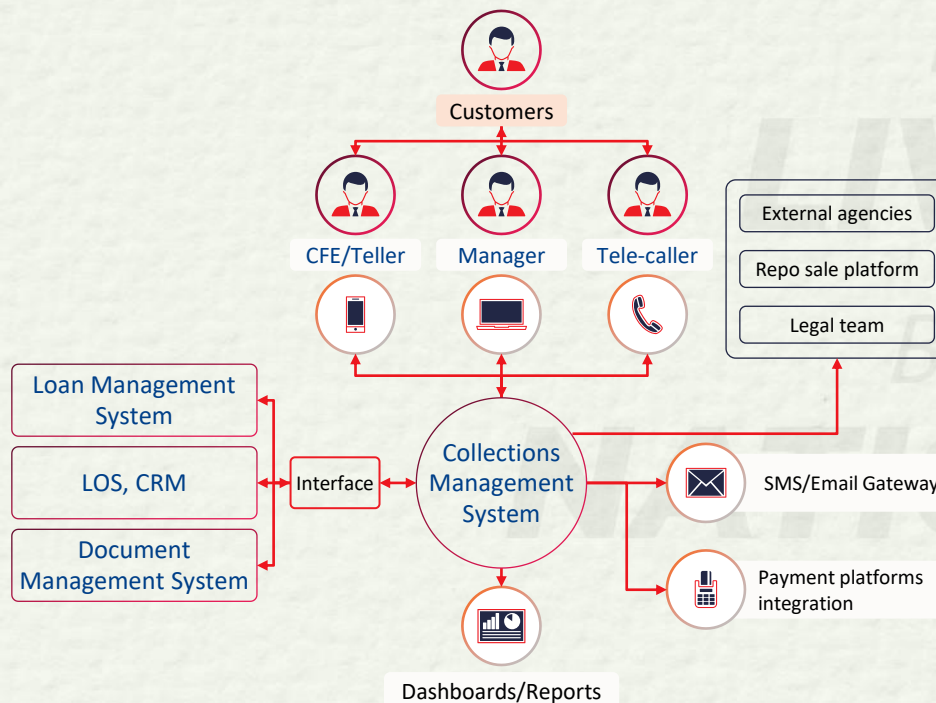 Customers
CFE/Teller
Manager
Tele-caller
External agencies
Repo sale platform
Legal team
Loan Management
System
LOS, CRM
Document
Management System
Interface
Collections
Management
System
SMS/Email Gateway
Payment platforms
integration
Dashboards/Reports